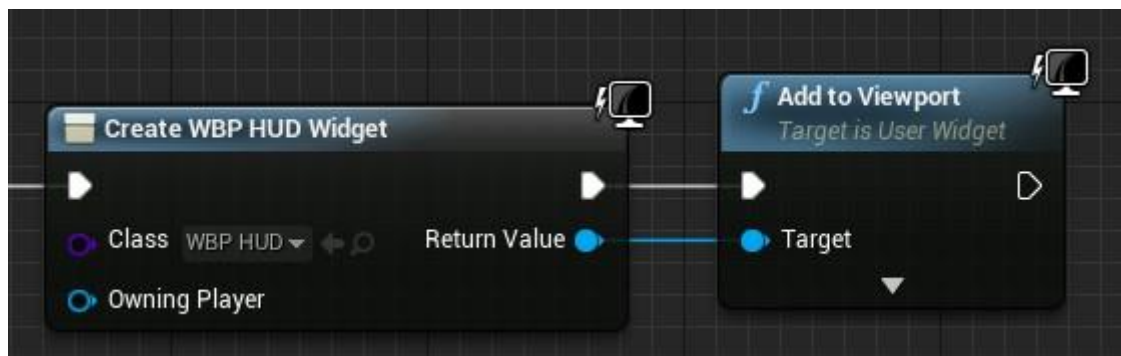 Create WBP HUD Widget
Class WBP HUD Return Value
Owning Player
f Add to Viewport
Target is User Widget
Target